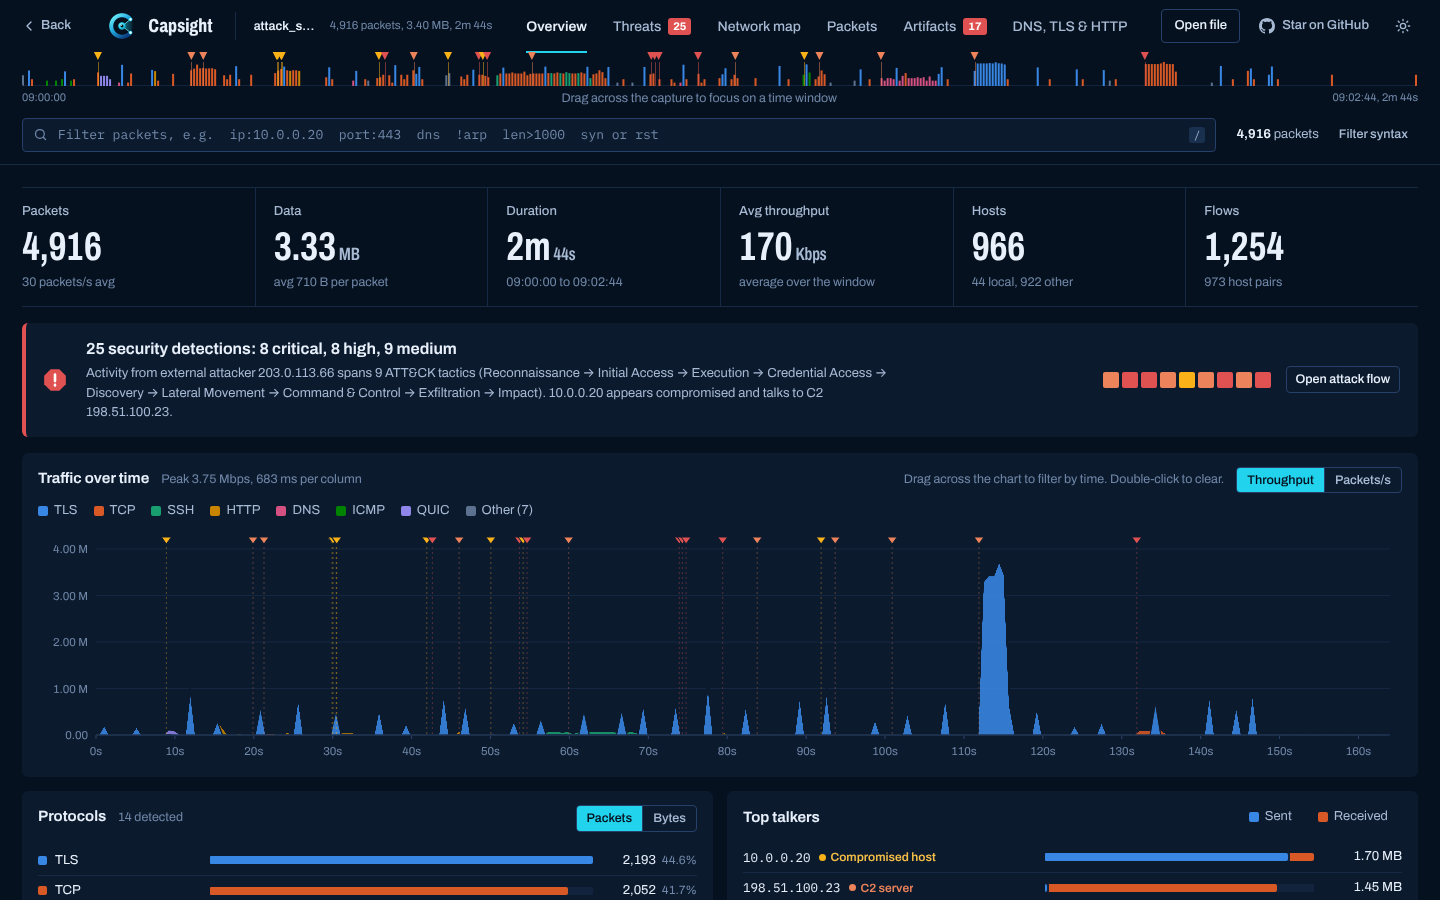 Back
Capsight
attack_s...
4,916 packets, 3.40 MB, 2m 44s
Overview
Threats 25
Network map
Packets
Artifacts 17
DNS, TLS & HTTP
Open file
Star on GitHub
09:00:00
Drag across the capture to focus on a time window
09:02:44, 2m 44s
Filter packets, e.g. ip:10.0.0.20 port:443 dns !arp len>1000 syn or rst
/
4,916 packets
Filter syntax
Packets
4,916
30 packets/s avg
Data
3.33 MB
avg 710 B per packet
Duration
2m 44s
09:00:00 to 09:02:44
Avg throughput
170 Kbps
average over the window
Hosts
966
44 local, 922 other
Flows
1,254
973 host pairs
25 security detections: 8 critical, 8 high, 9 medium
Activity from external attacker 203.0.113.66 spans 9 ATT&CK tactics (Reconnaissance → Initial Access → Execution → Credential Access →
Discovery → Lateral Movement → Command & Control → Exfiltration → Impact). 10.0.0.20 appears compromised and talks to C2
198.51.100.23.
Open attack flow
Traffic over time
Peak 3.75 Mbps, 683 ms per column
Drag across the chart to filter by time. Double-click to clear.
Throughput
Packets/s
TLS
TCP
SSH
HTTP
DNS
ICMP
QUIC
Other (7)
4.00 M
3.00 M
2.00 M
1.00 M
0.00
0s
10s
20s
30s
40s
50s
60s
70s
80s
90s
100s
110s
120s
130s
140s
150s
160s
Protocols
14 detected
Packets
Bytes
TLS
2,193 44.6%
TCP
2,052 41.7%
Top talkers
Sent
Received
10.0.0.20
Compromised host
1.70 MB
198.51.100.23
C2 server
1.45 MB